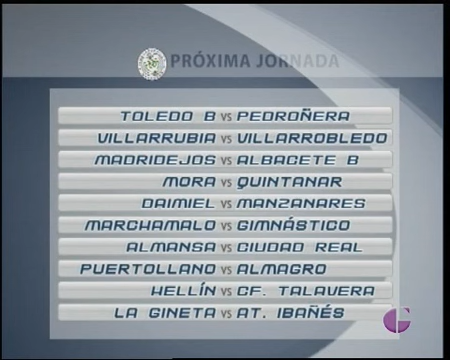 PRÓXIMA JORNADA
TOLEDO B VS PEDROÑERA
VILLARRUBIA VS VILLARROBLEDO
MADRIDEJOS VS ALBACETE B
MORA VS QUINTANAR
DAIMIEL VS MANZANARES
MARCHAMALO VS GIMNÁSTICO
ALMANSA VS CIUDAD REAL
PUERTOLLANO VS ALMAGRO
HELLÍN VS CF. TALAVERA
LA GINETA VS AT. IBAÑÉS